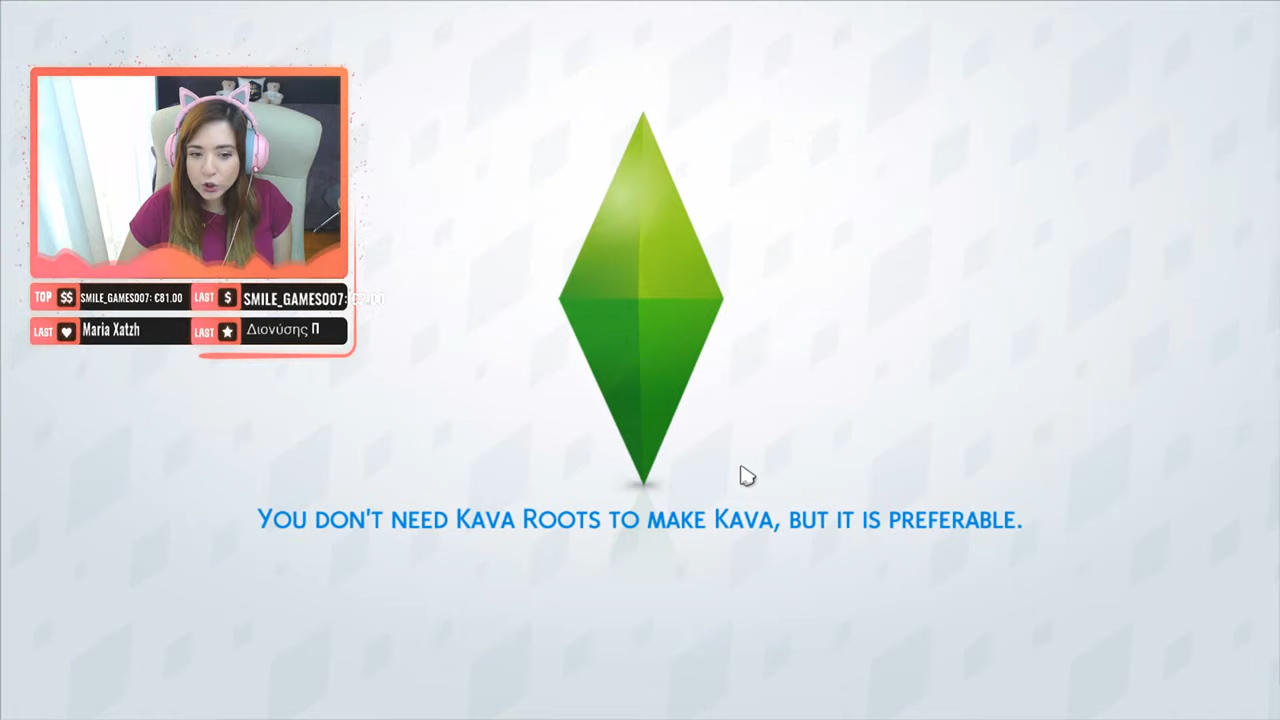 TOP $$ SMILE_GAMES007: €81.00 LAST $ SMILE_GAMES007:
LAST Maria Xatzh LAST Διονύσης Π
YOU DON'T NEED KAVA ROOTS TO MAKE KAVA, BUT IT IS PREFERABLE.